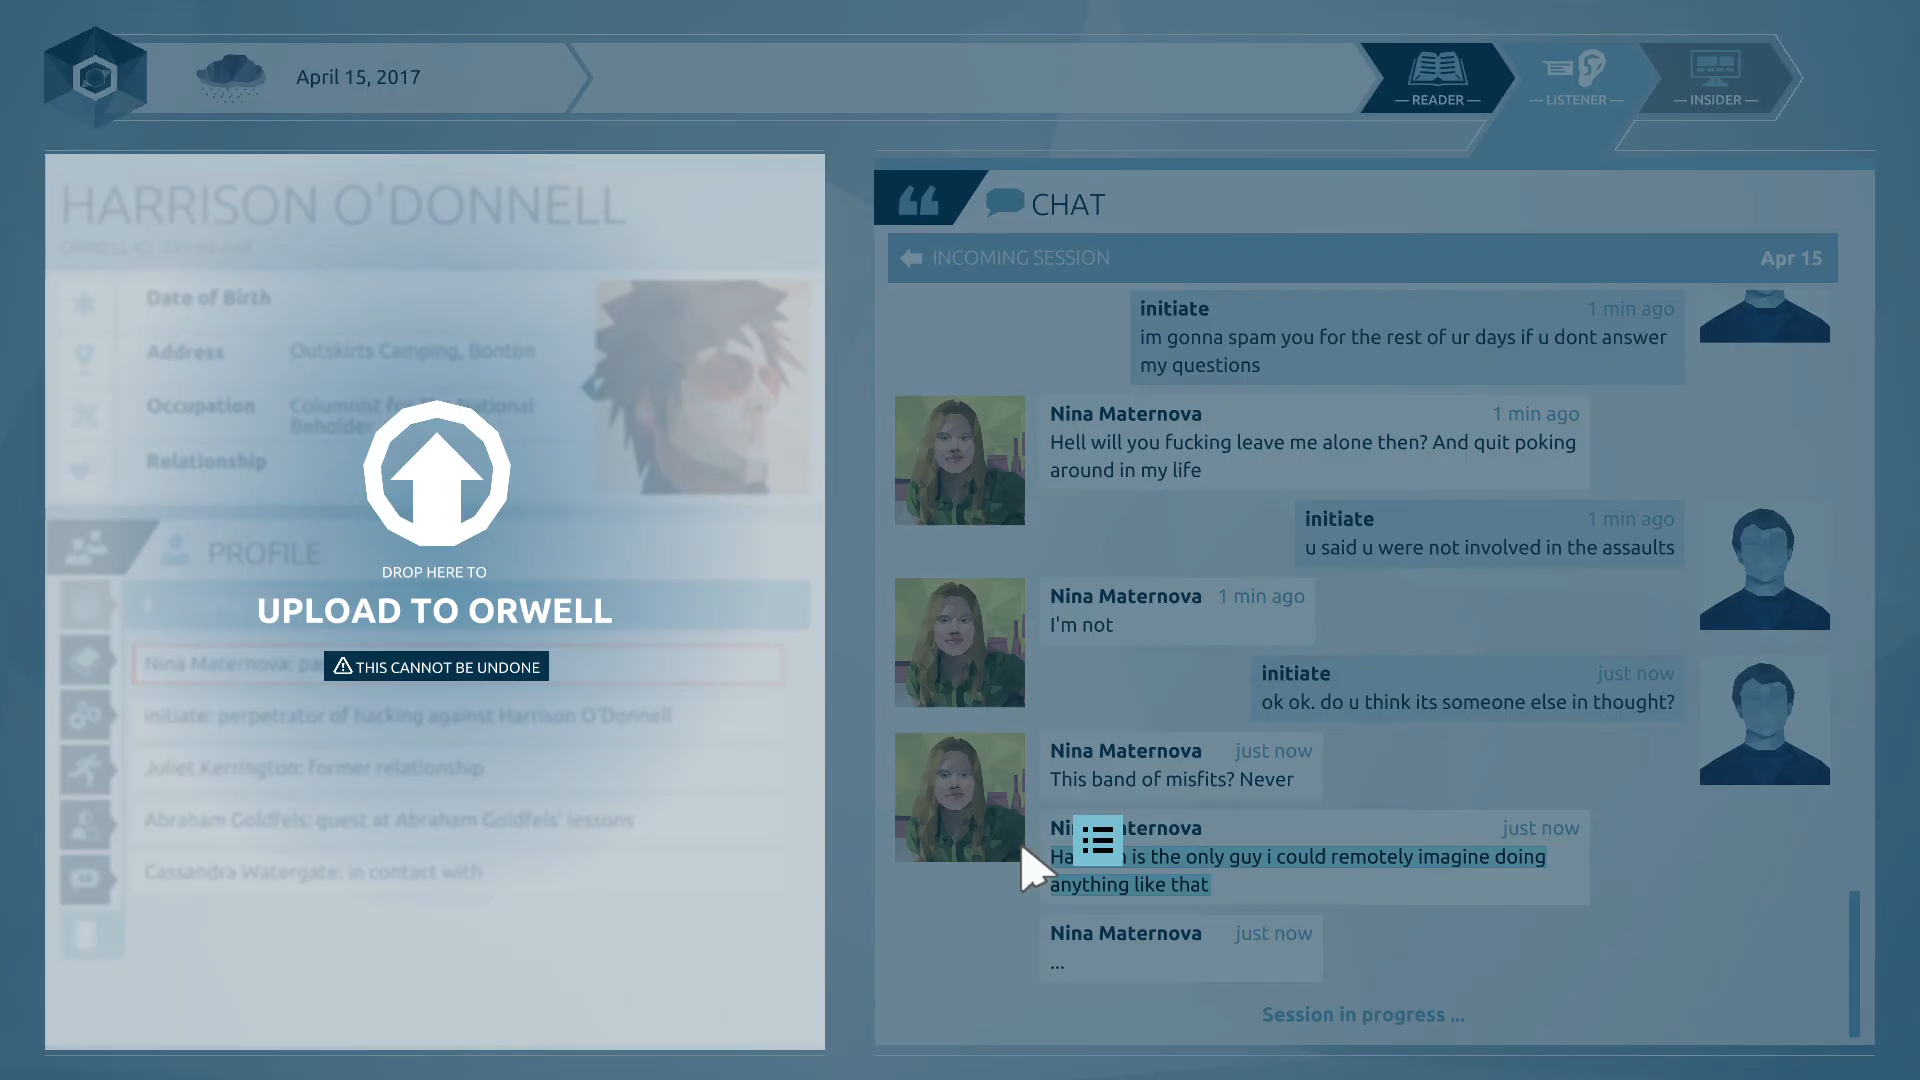 April 15, 2017
READER
LISTENER
INSIDER
HARRISON O'DONNELL
Date of Birth
Address
Outskirts Camping, Bonton
Occupation
Columnist for
National
Beholder
Relationship
PROFILE
DROP HERE TO
UPLOAD TO ORWELL
THIS CANNOT BE UNDONE
Nina Maternova:
initiate: perpetrator of hacking against Harrison O'Donnell
Juliet Kerrington: former relationship
Abraham Goldfels: guest at Abraham Goldfels' lessons
Cassandra Watergate: in contact with
CHAT
INCOMING SESSION
Apr 15
initiate 1 min ago
im gonna spam you for the rest of ur days if u dont answer
my questions
Nina Maternova 1 min ago
Hell will you fucking leave me alone then? And quit poking
around in my life
initiate 1 min ago
u said u were not involved in the assaults
Nina Maternova 1 min ago
I'm not
initiate just now
ok ok. do u think its someone else in thought?
Nina Maternova just now
This band of misfits? Never
just now
is the only guy i could remotely imagine doing
anything like that
Nina Maternova just now
...
Session in progress ...